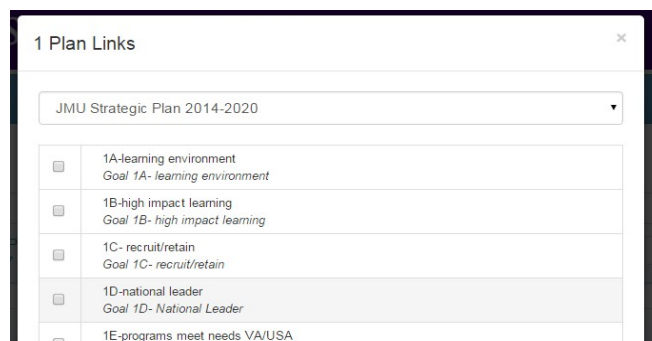 1 Plan Links
×
JMU Strategic Plan 2014-2020
1A-learning environment
Goal 1A- learning environment
1B-high impact learning
Goal 1B- high impact learning
1C- recruit/retain
Goal 1C- recruit/retain
1D-national leader
Goal 1D- National Leader
1E-programs meet needs VA/USA